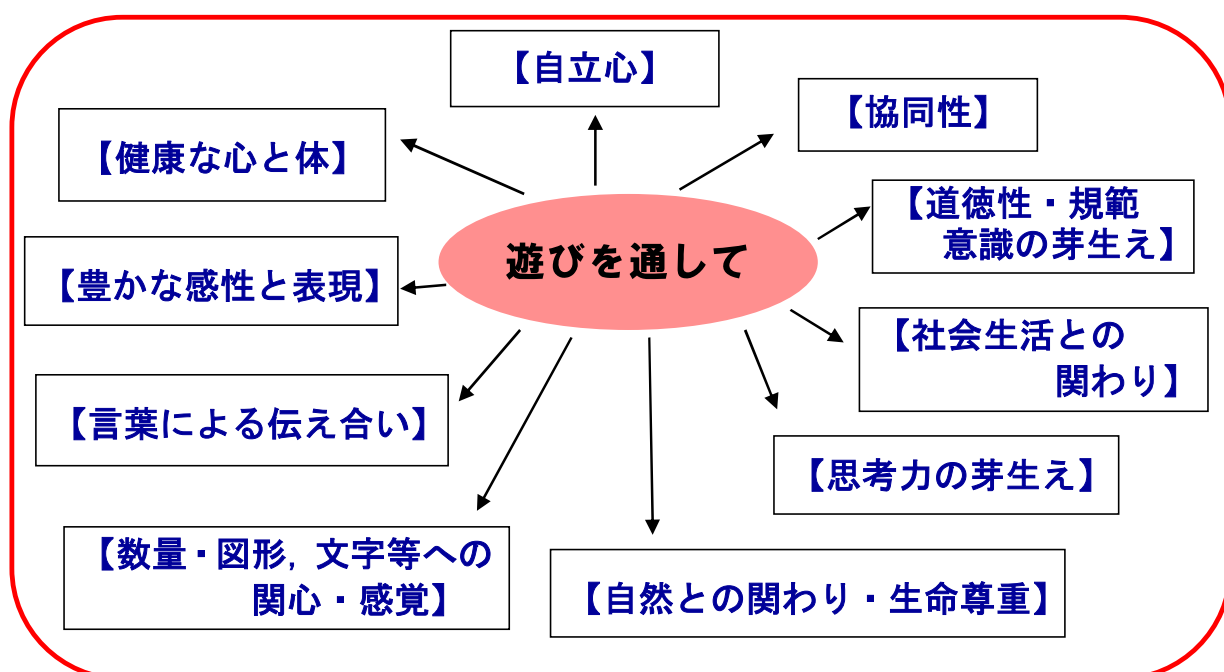 【自立心】
【協同性】
【健康な心と体】
【道徳性・規範
意識の芽生え】
遊びを通して
【豊かな感性と表現】
【社会生活との
関わり】
【言葉による伝え合い】
【思考力の芽生え】
【数量・図形，文字等への
関心・感覚】
【自然との関わり・生命尊重】